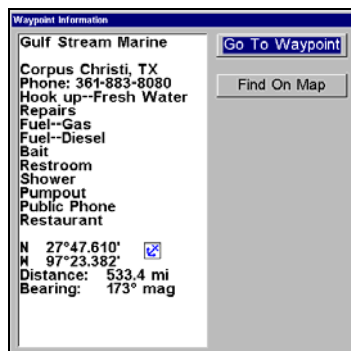 Waypoint Information
Gulf Stream Marine
Go To Waypoint
Corpus Christi, TX
Phone: 361-883-8080
Find On Map
Hook up--Fresh Water
Repairs
Fuel--Gas
Fuel--Diesel
Bait
Restroom
Shower
Pumpout
Public Phone
Restaurant
N 27°47.610'
W 97°23.382'
Distance: 533.4 mi
Bearing: 173° mag